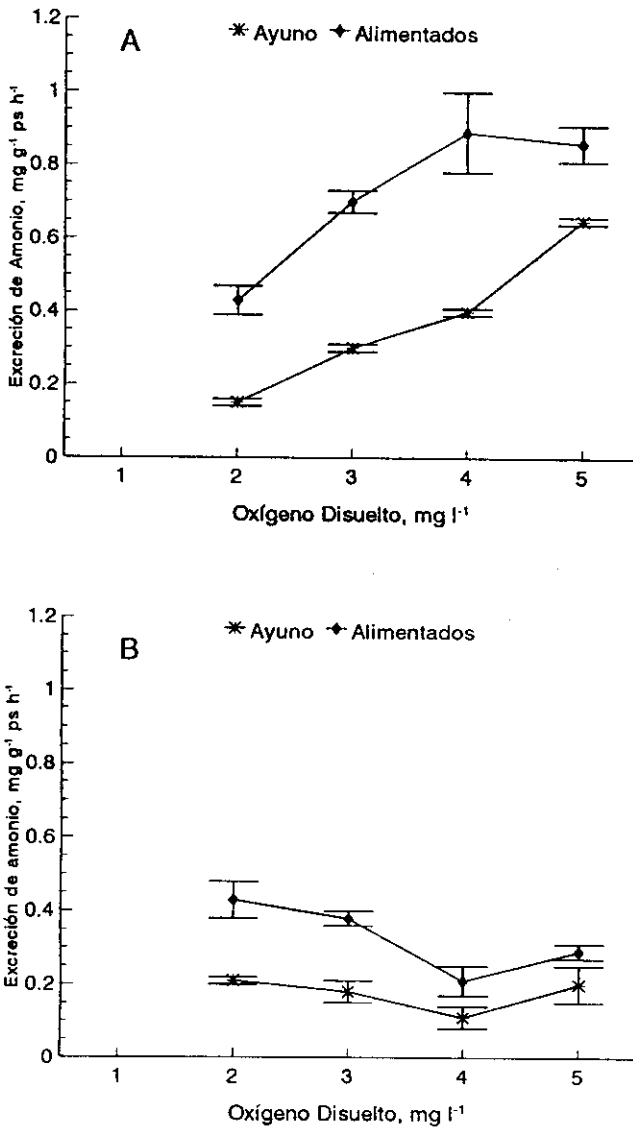 A
Ayuno Alimentados
1.2
1
0.8
0.6
0.4
0.2
0
Excreción de Amonio, mg g⁻¹ ps h⁻¹
1 2 3 4 5
Oxígeno Disuelto, mg l⁻¹
B
Ayuno Alimentados
1.2
1
0.8
0.6
0.4
0.2
0
Excreción de amonio, mg g⁻¹ ps h⁻¹
1 2 3 4 5
Oxígeno Disuelto, mg l⁻¹